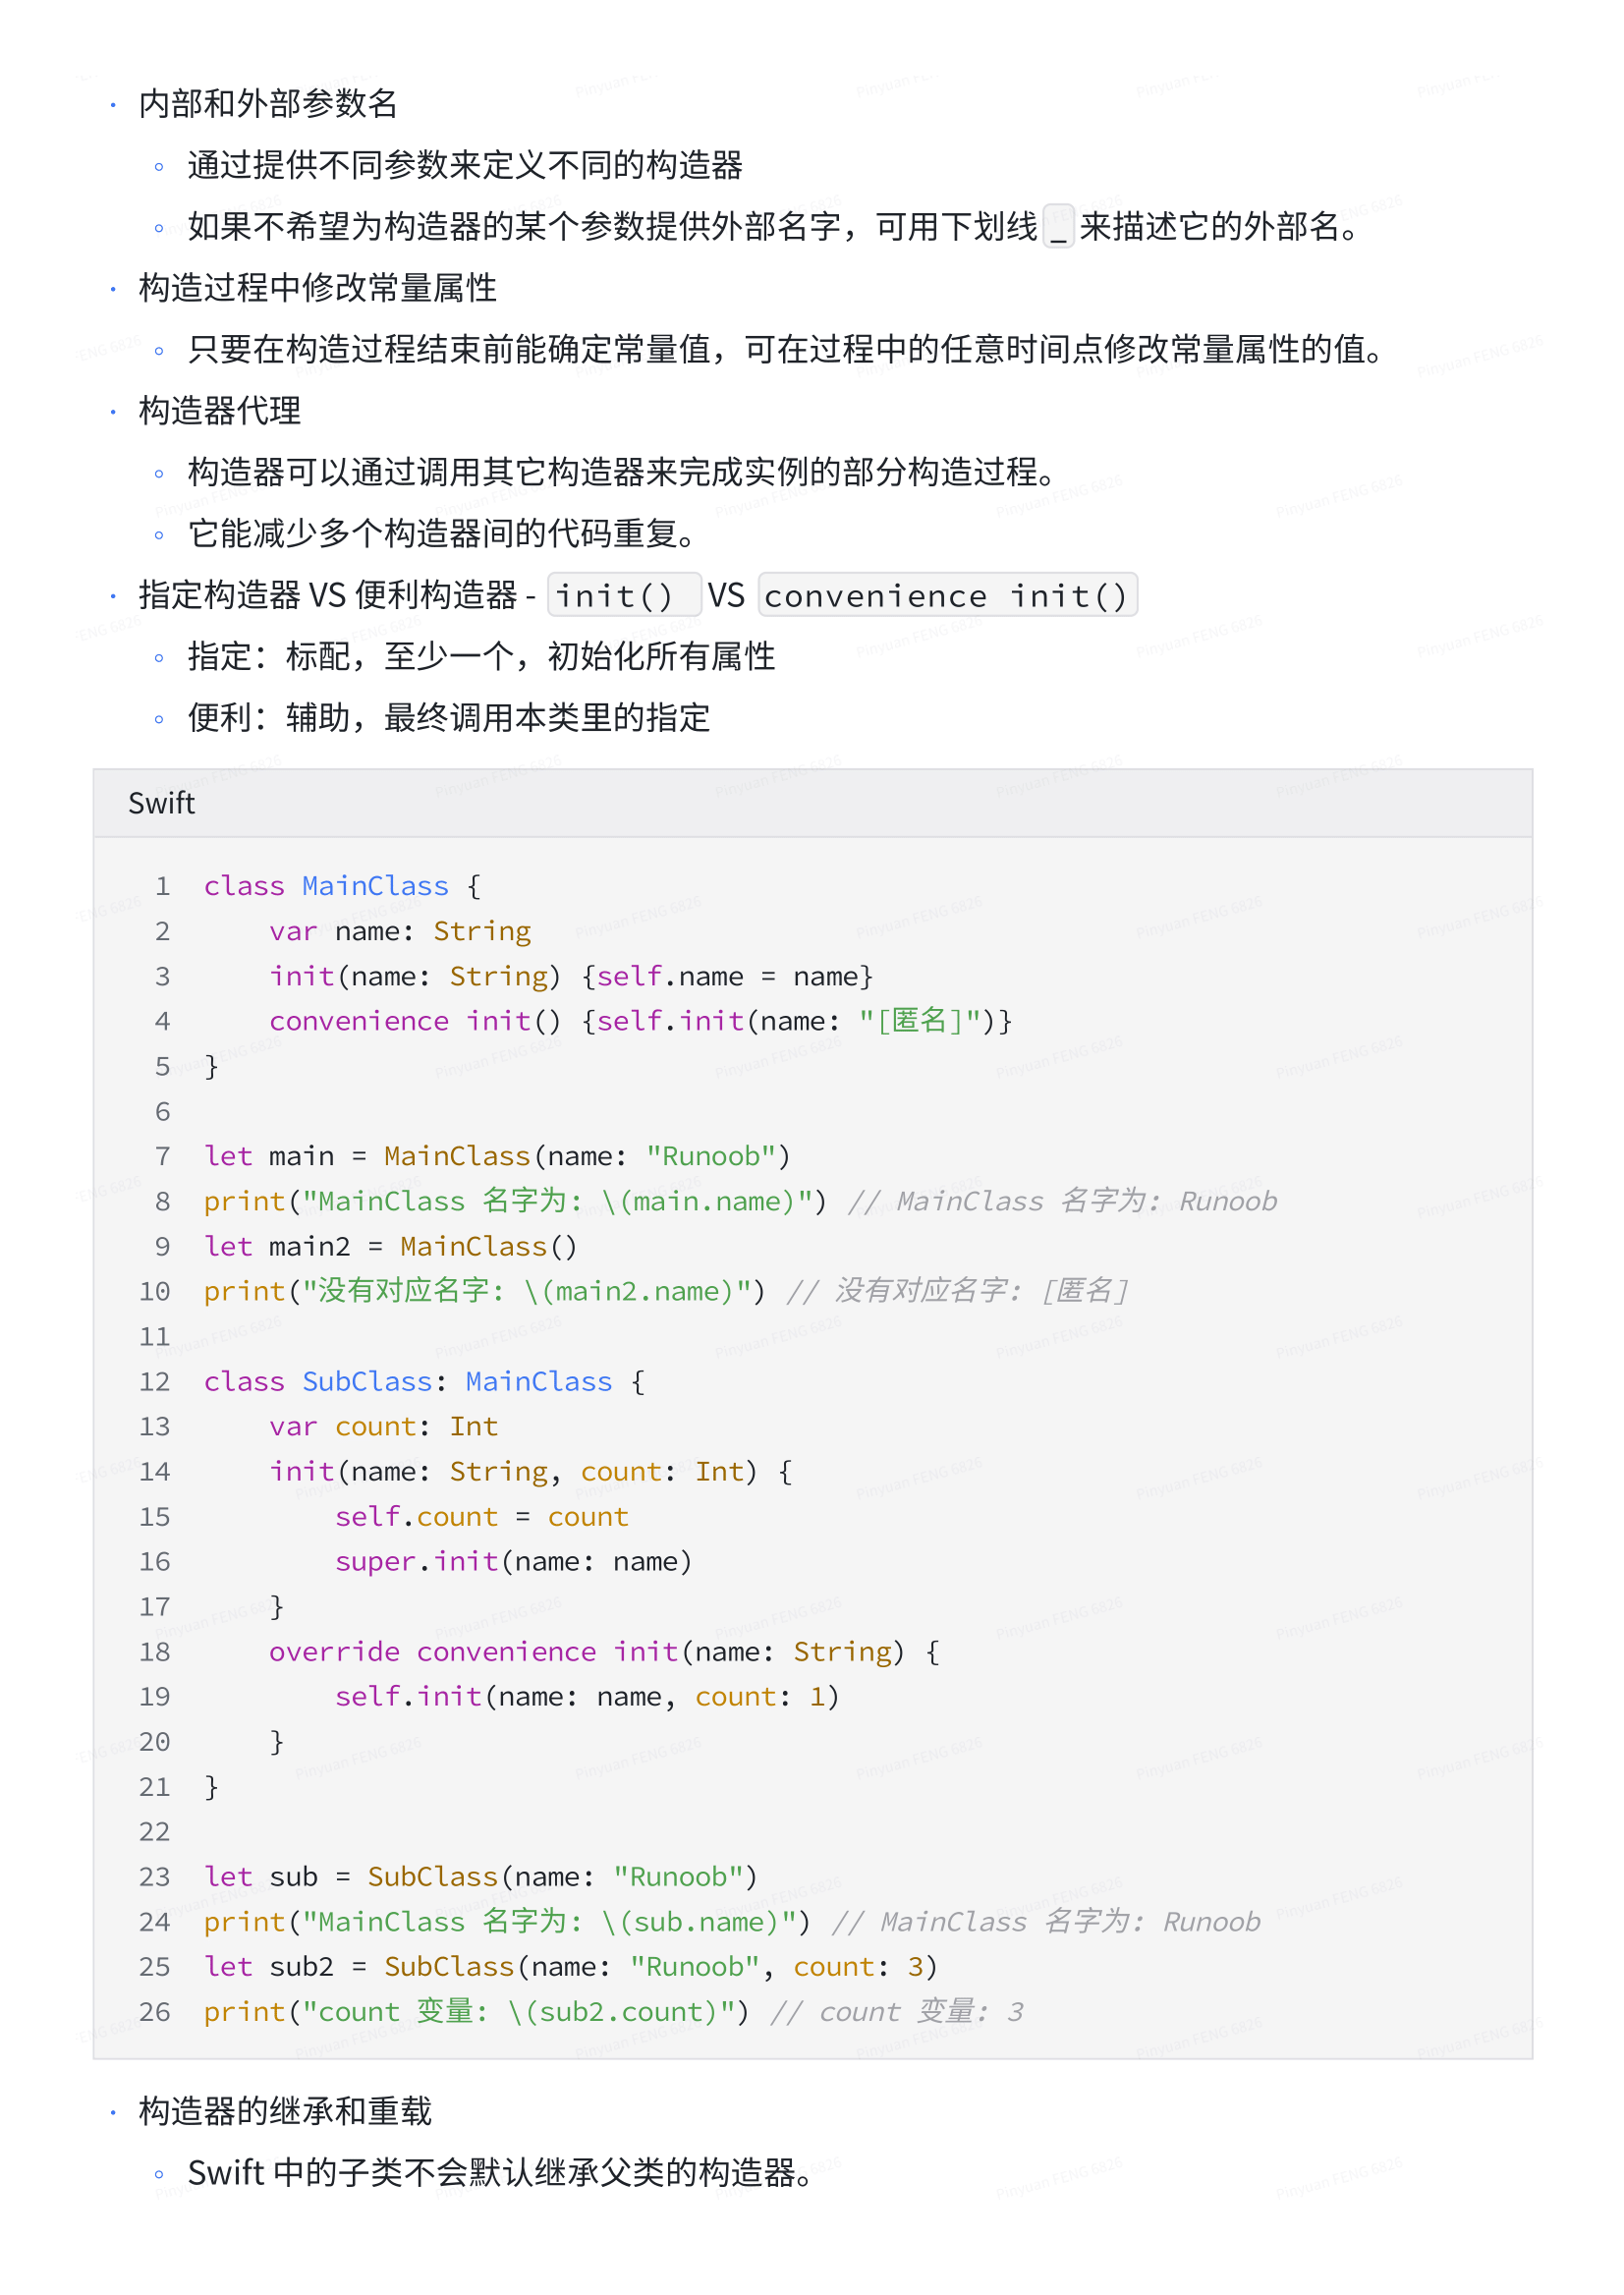 · 内部和外部参数名
◦ 通过提供不同参数来定义不同的构造器
◦ 如果不希望为构造器的某个参数提供外部名字，可用下划线 _ 来描述它的外部名。
· 构造过程中修改常量属性
◦ 只要在构造过程结束前能确定常量值，可在过程中的任意时间点修改常量属性的值。
· 构造器代理
◦ 构造器可以通过调用其它构造器来完成实例的部分构造过程。
◦ 它能减少多个构造器间的代码重复。
· 指定构造器 VS 便利构造器 - init() VS convenience init()
◦ 指定：标配，至少一个，初始化所有属性
◦ 便利：辅助，最终调用本类里的指定
Swift
1 class MainClass {
2     var name: String
3     init(name: String) {self.name = name}
4     convenience init() {self.init(name: "[匿名]")}
5 }
6
7 let main = MainClass(name: "Runoob")
8 print("MainClass 名字为: \(main.name)") // MainClass 名字为: Runoob
9 let main2 = MainClass()
10 print("没有对应名字: \(main2.name)") // 没有对应名字: [匿名]
11
12 class SubClass: MainClass {
13     var count: Int
14     init(name: String, count: Int) {
15         self.count = count
16         super.init(name: name)
17     }
18     override convenience init(name: String) {
19         self.init(name: name, count: 1)
20     }
21 }
22
23 let sub = SubClass(name: "Runoob")
24 print("MainClass 名字为: \(sub.name)") // MainClass 名字为: Runoob
25 let sub2 = SubClass(name: "Runoob", count: 3)
26 print("count 变量: \(sub2.count)") // count 变量: 3
· 构造器的继承和重载
◦ Swift 中的子类不会默认继承父类的构造器。
Pinyuan FENG 6826